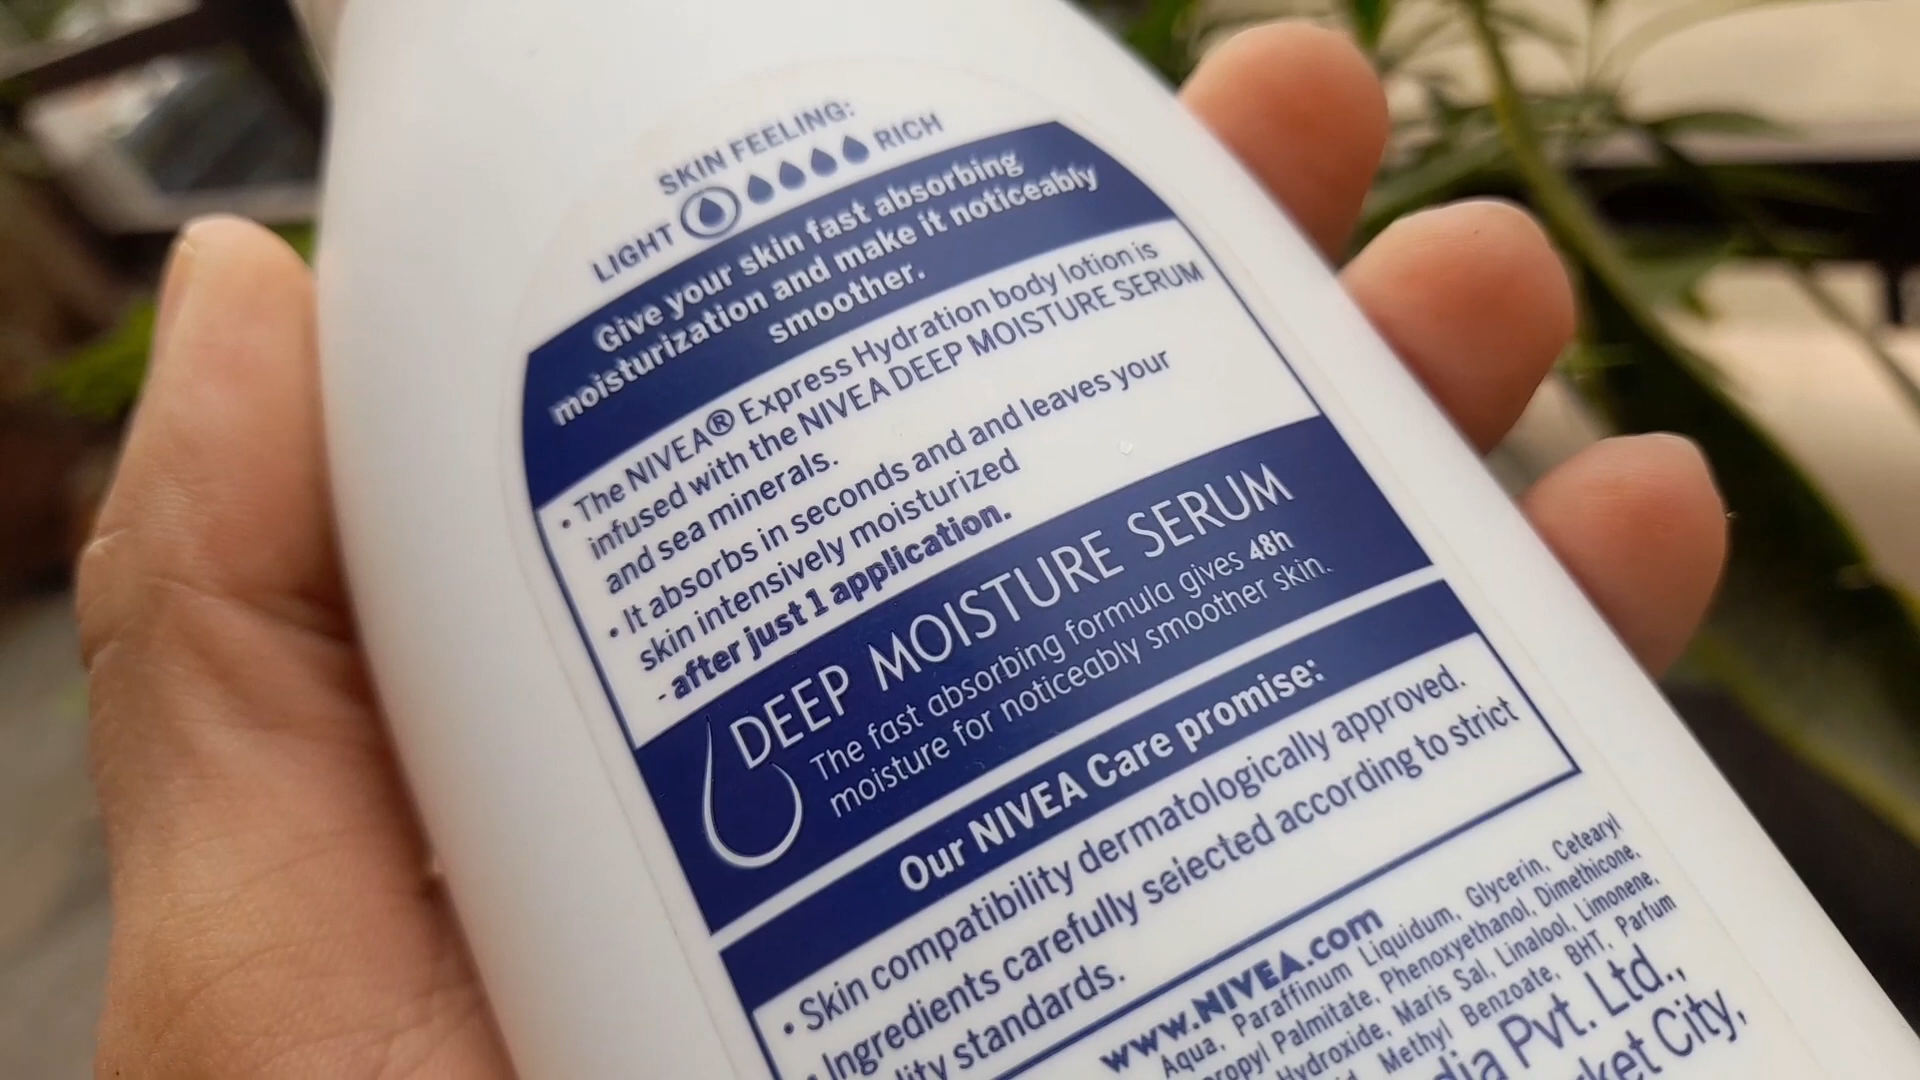 SKIN FEELING:
LIGHT RICH
Give your skin fast absorbing
moisturization and make it noticeably
smoother.
• The NIVEA® Express Hydration body lotion is
infused with the NIVEA DEEP MOISTURE SERUM
and sea minerals.
• It absorbs in seconds and and leaves your
skin intensively moisturized
- after just 1 application.
DEEP MOISTURE SERUM
The fast absorbing formula gives 48h
moisture for noticeably smoother skin.
Our NIVEA Care promise:
• Skin compatibility dermatologically approved.
• Ingredients carefully selected according to strict
lity standards.
www.NIVEA.com
Aqua, Paraffinum Liquidum, Glycerin, Cetearyl
ropyl Palmitate, Phenoxyethanol, Dimethicone,
Hydroxide, Maris Sal, Linalool, Limonene,
Methyl Benzoate, BHT, Parfum
dia Pvt. Ltd.,
ket City,